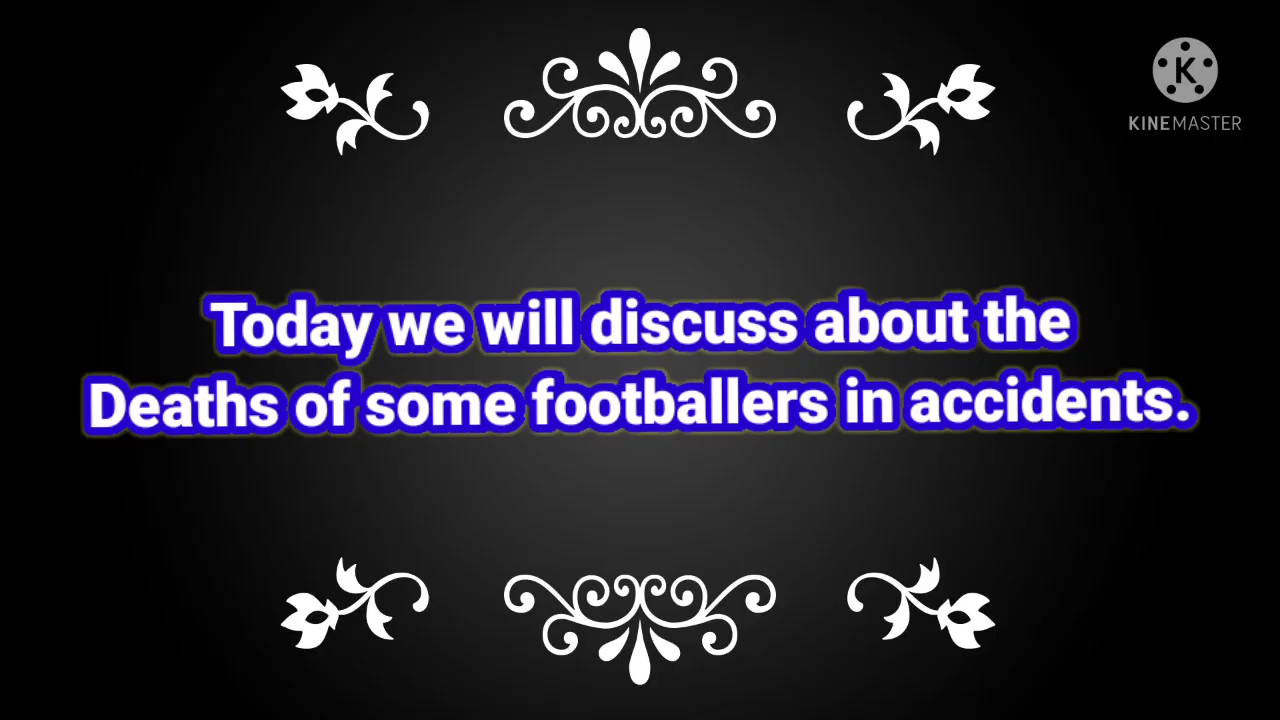 KINEMASTER
Today we will discuss about the
Deaths of some footballers in accidents.